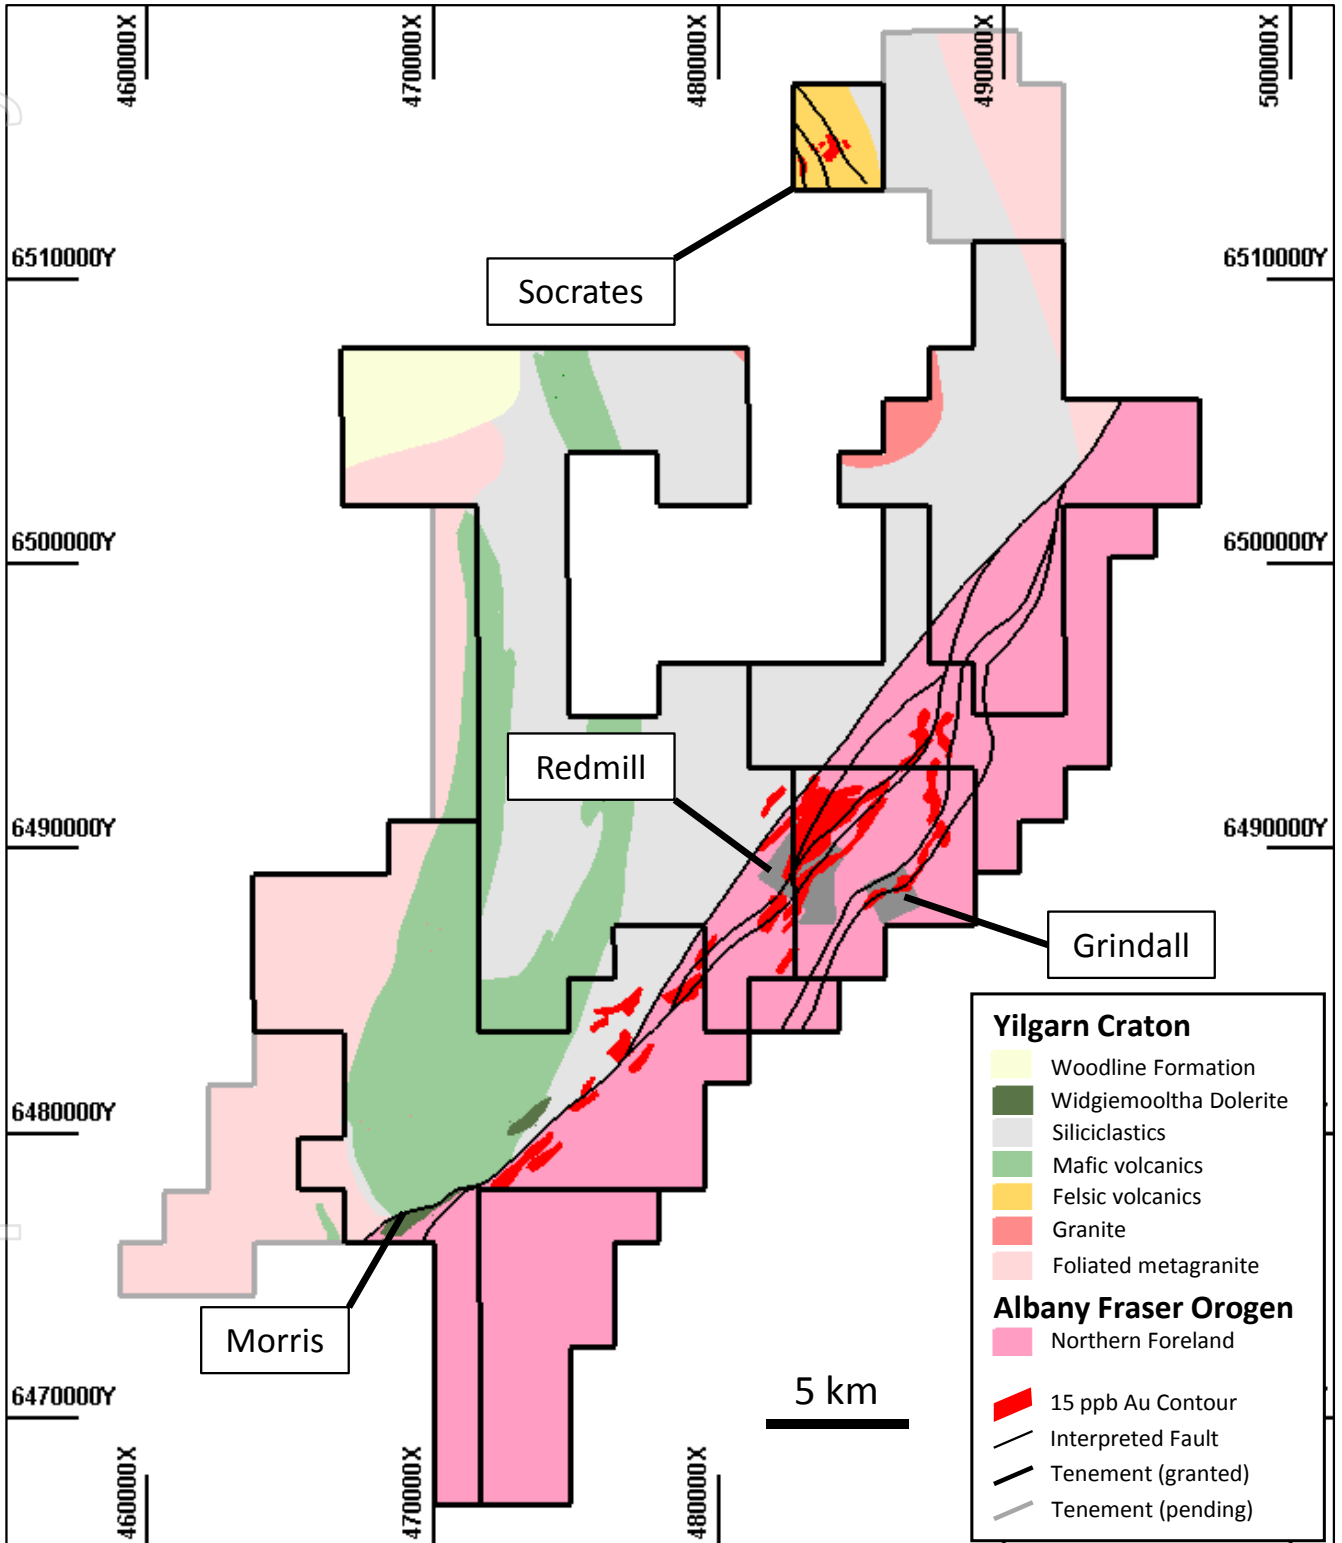 460000X
470000X
480000X
490000X
500000X
6510000Y
6510000Y
Socrates
6500000Y
6500000Y
Redmill
6490000Y
6490000Y
Grindall
Yilgarn Craton
Woodline Formation
Widgiemooltha Dolerite
Siliciclastics
Mafic volcanics
Felsic volcanics
Granite
Foliated metagranite
Albany Fraser Orogen
Northern Foreland
15 ppb Au Contour
Interpreted Fault
Tenement (granted)
Tenement (pending)
6480000Y
Morris
5 km
6470000Y
460000X
470000X
480000X